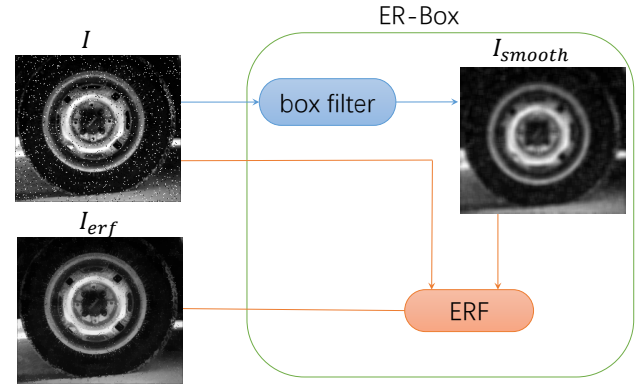 ER-Box
I
I_smooth
box filter
I_erf
ERF